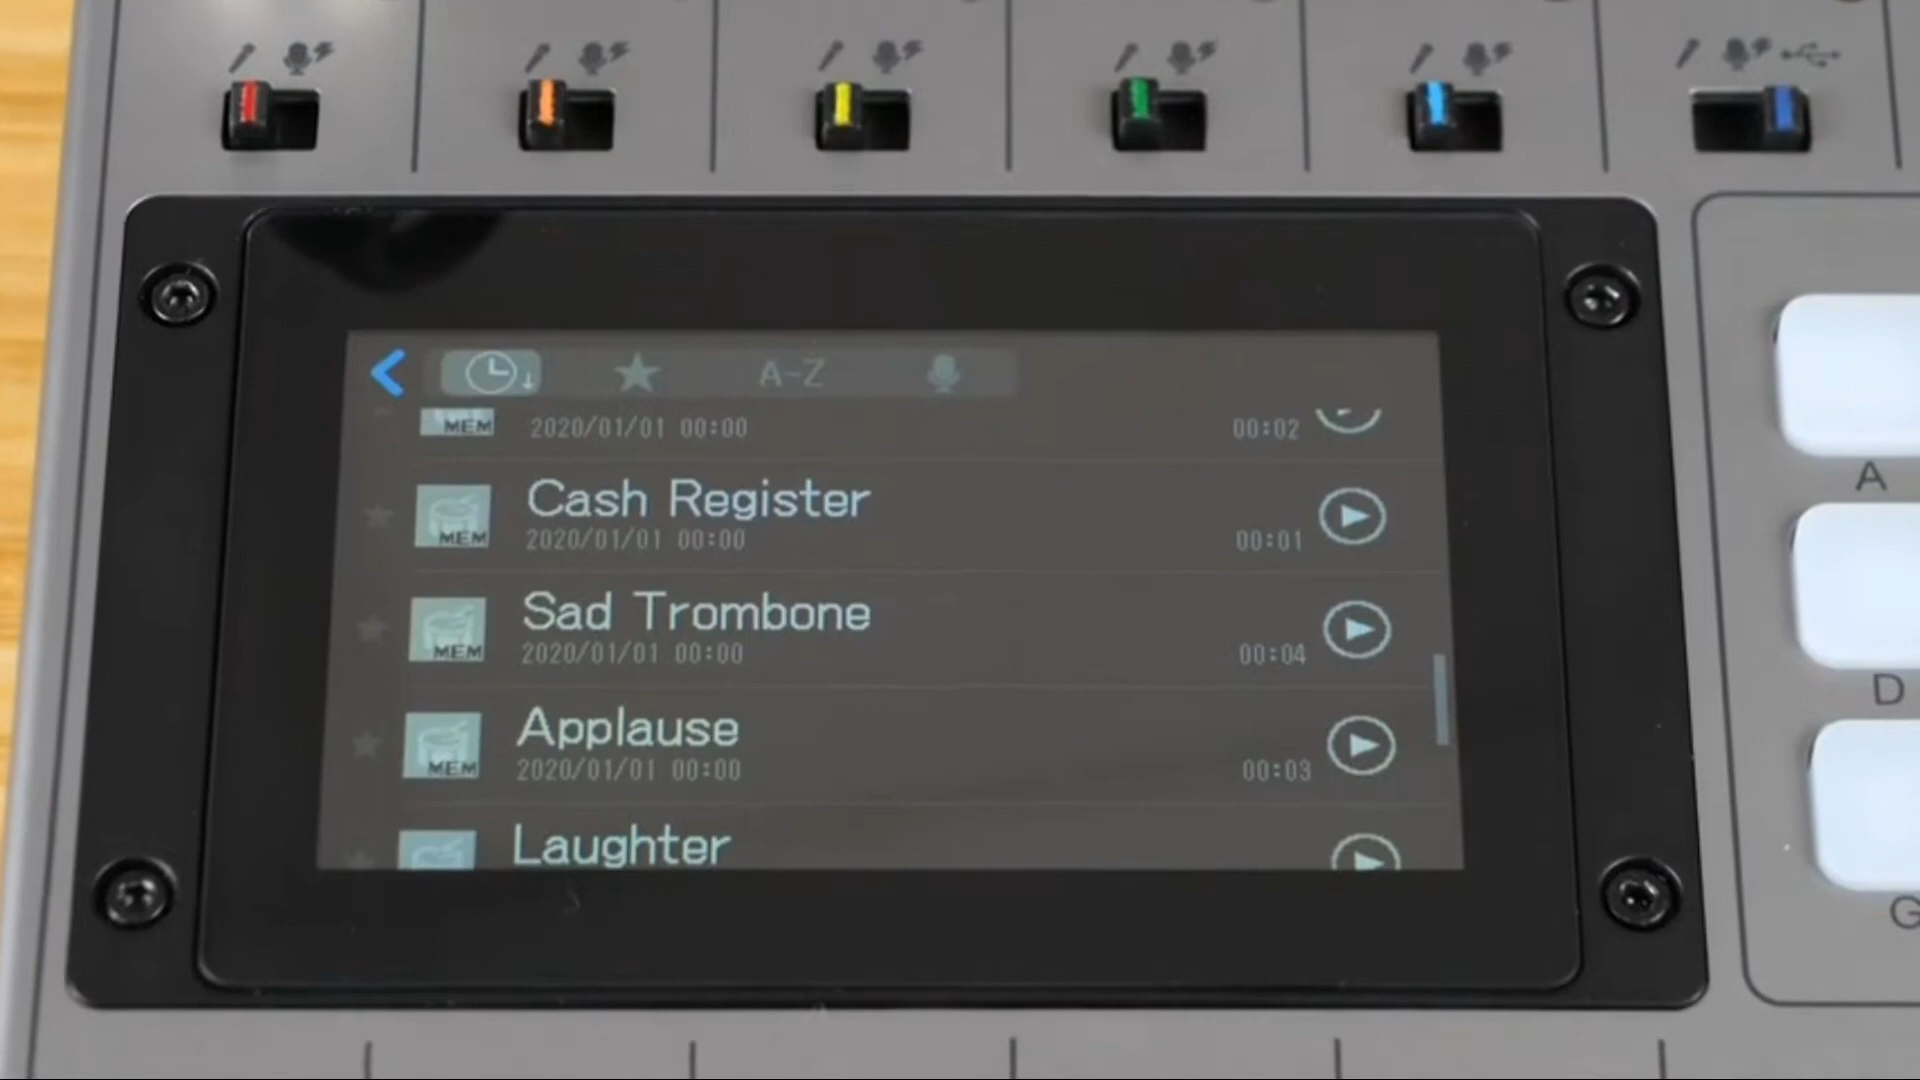 A-Z
MEM
2020/01/01 00:00
00:02
Cash Register
MEM
2020/01/01 00:00
00:01
Sad Trombone
MEM
2020/01/01 00:00
00:04
Applause
MEM
2020/01/01 00:00
00:03
Laughter
A
D
G